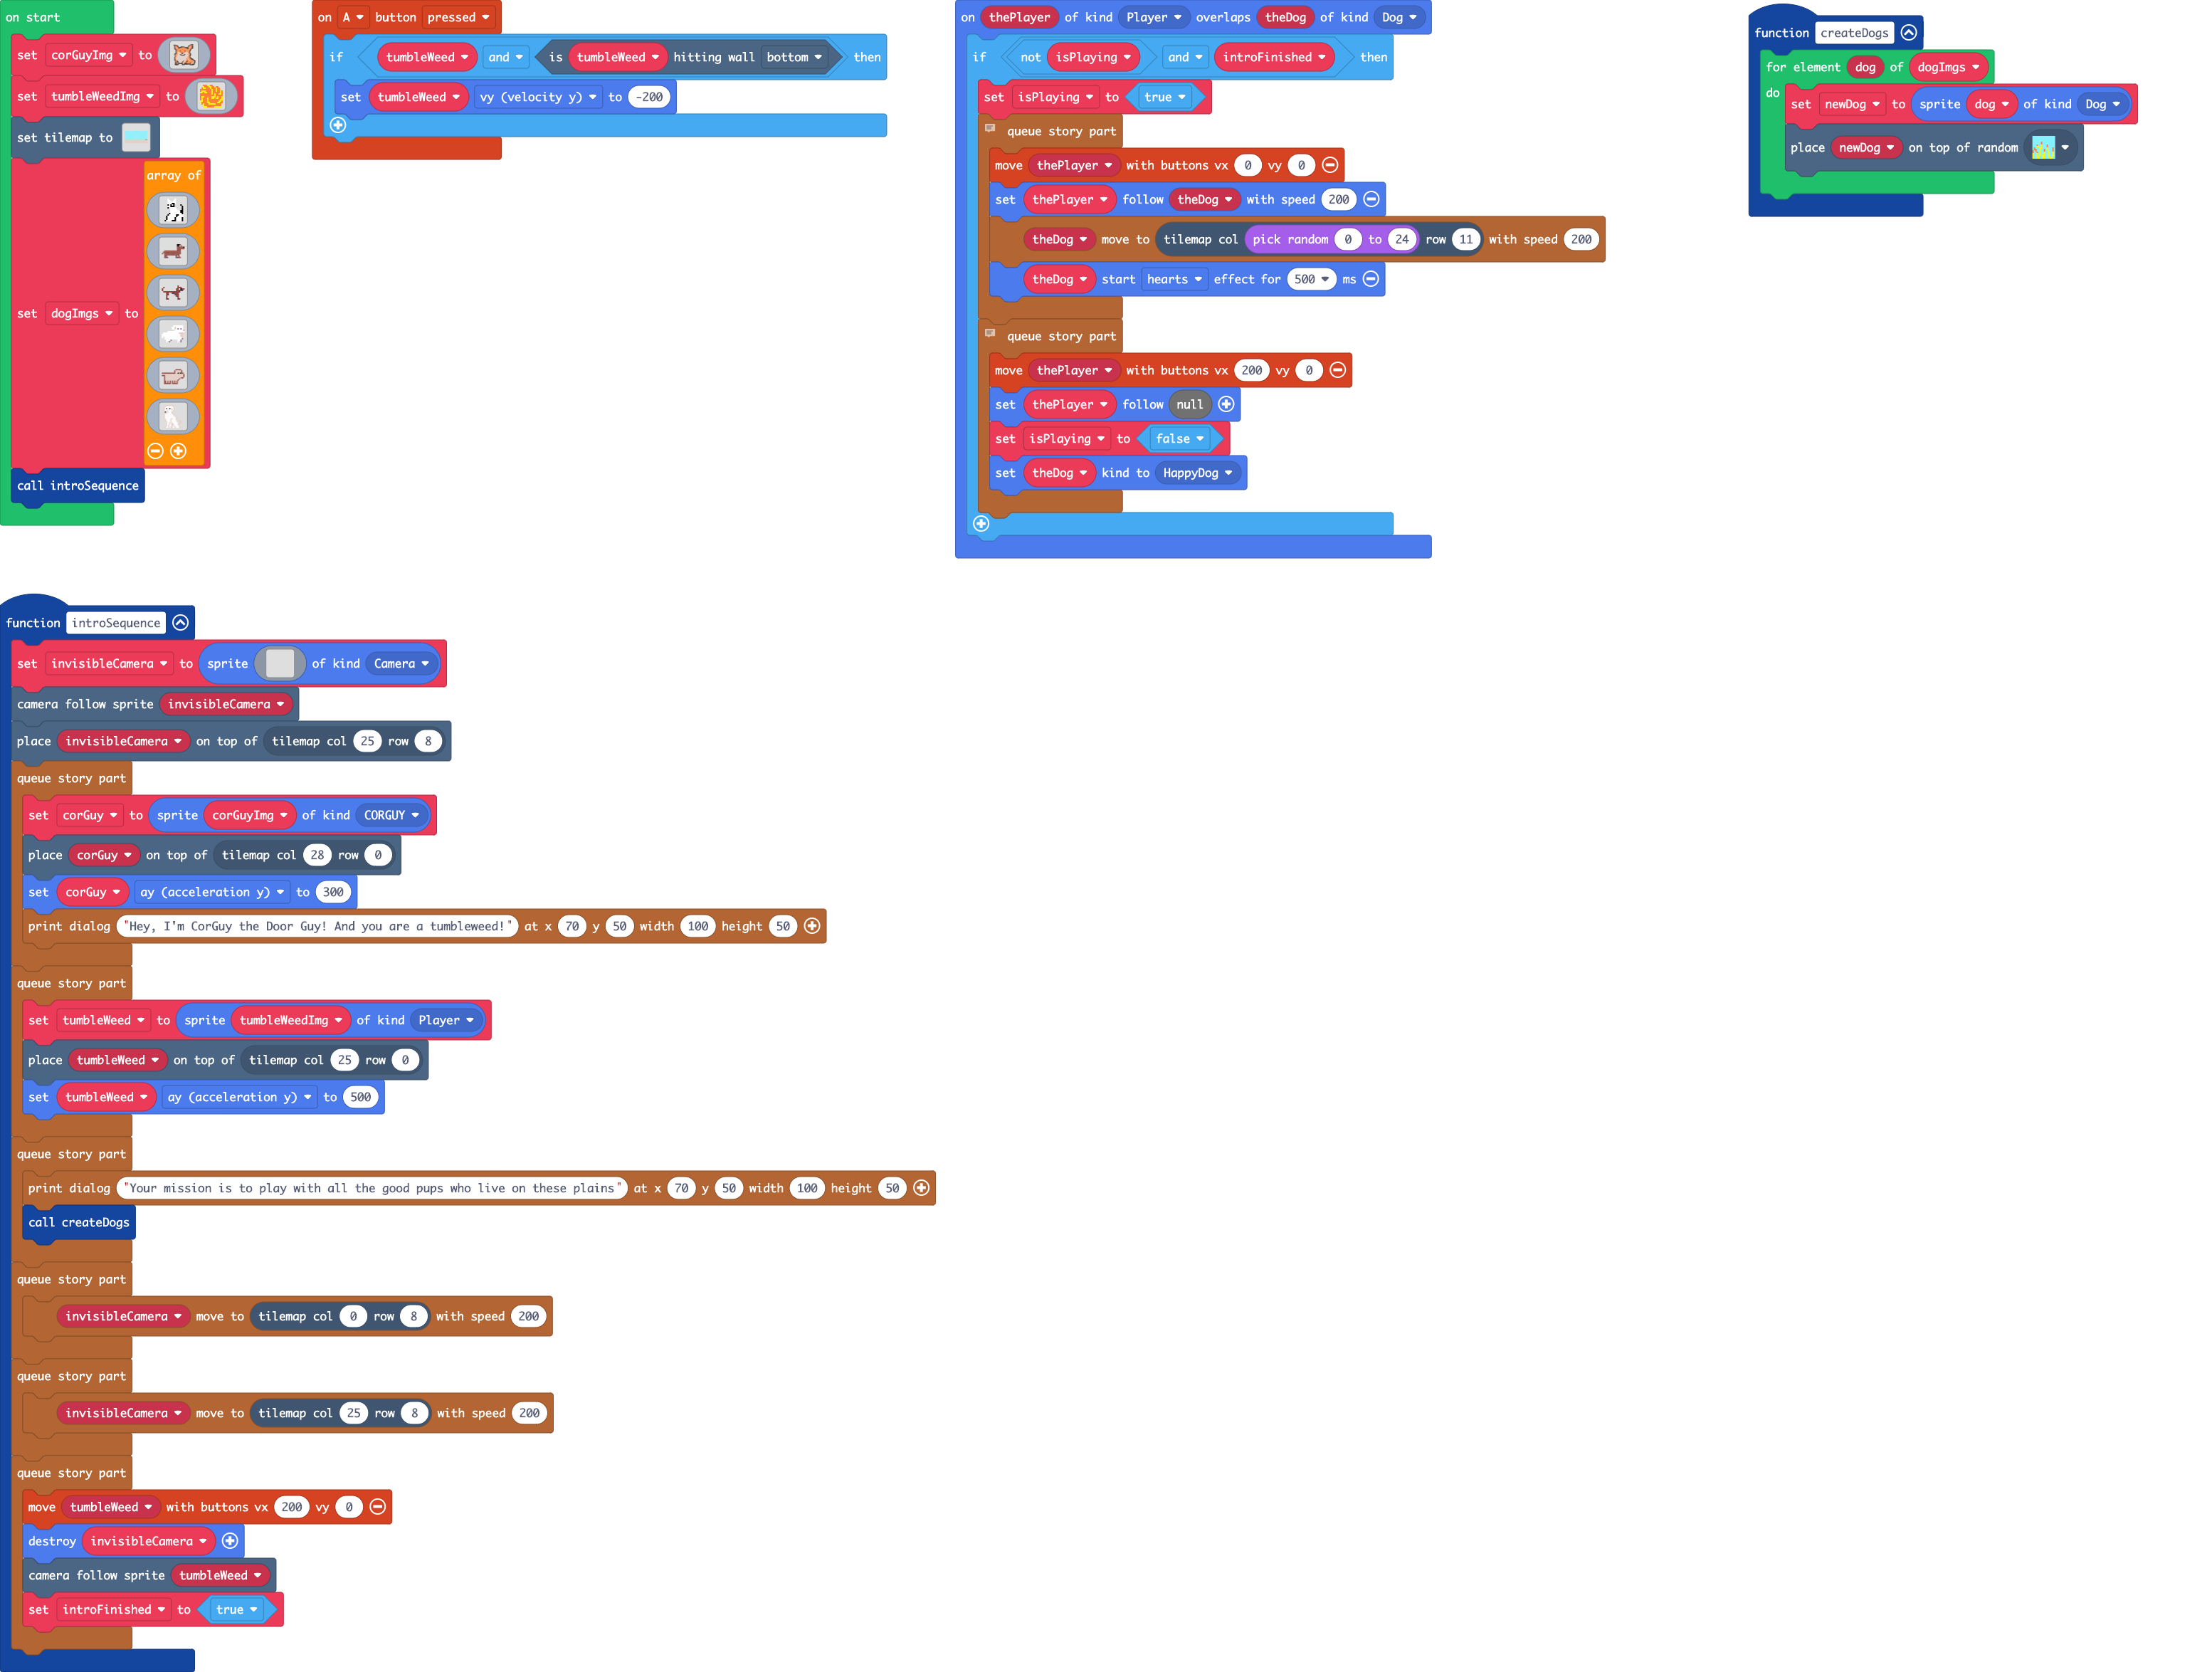 on start
set corGuyImg to
set tumbleWeedImg to
set tilemap to
array of
set dogImgs to
call introSequence
on A button pressed
if tumbleWeed and is tumbleWeed hitting wall bottom then
set tumbleWeed vy (velocity y) to -200
on thePlayer of kind Player overlaps theDog of kind Dog
if not isPlaying and introFinished then
set isPlaying to true
queue story part
move thePlayer with buttons vx 0 vy 0
set thePlayer follow theDog with speed 200
theDog move to tilemap col pick random 0 to 24 row 11 with speed 200
theDog start hearts effect for 500 ms
queue story part
move thePlayer with buttons vx 200 vy 0
set thePlayer follow null
set isPlaying to false
set theDog kind to HappyDog
function createDogs
for element dog of dogImgs
do set newDog to sprite dog of kind Dog
place newDog on top of random
function introSequence
set invisibleCamera to sprite of kind Camera
camera follow sprite invisibleCamera
place invisibleCamera on top of tilemap col 25 row 8
queue story part
set corGuy to sprite corGuyImg of kind CORGUY
place corGuy on top of tilemap col 28 row 0
set corGuy ay (acceleration y) to 300
print dialog "Hey, I'm CorGuy the Door Guy! And you are a tumbleweed!" at x 70 y 50 width 100 height 50
queue story part
set tumbleWeed to sprite tumbleWeedImg of kind Player
place tumbleWeed on top of tilemap col 25 row 0
set tumbleWeed ay (acceleration y) to 500
queue story part
print dialog "Your mission is to play with all the good pups who live on these plains" at x 70 y 50 width 100 height 50
call createDogs
queue story part
invisibleCamera move to tilemap col 0 row 8 with speed 200
queue story part
invisibleCamera move to tilemap col 25 row 8 with speed 200
queue story part
move tumbleWeed with buttons vx 200 vy 0
destroy invisibleCamera
camera follow sprite tumbleWeed
set introFinished to true